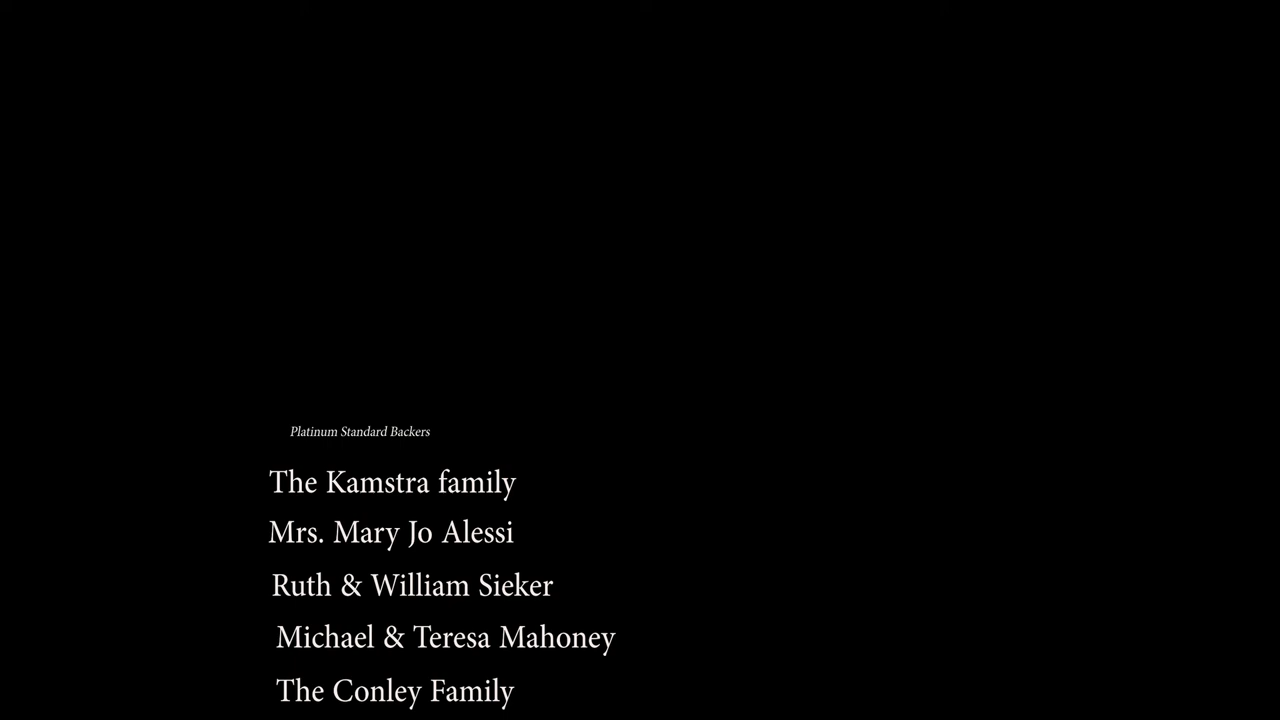 Platinum Standard Backers
The Kamstra family
Mrs. Mary Jo Alessi
Ruth & William Sieker
Michael & Teresa Mahoney
The Conley Family